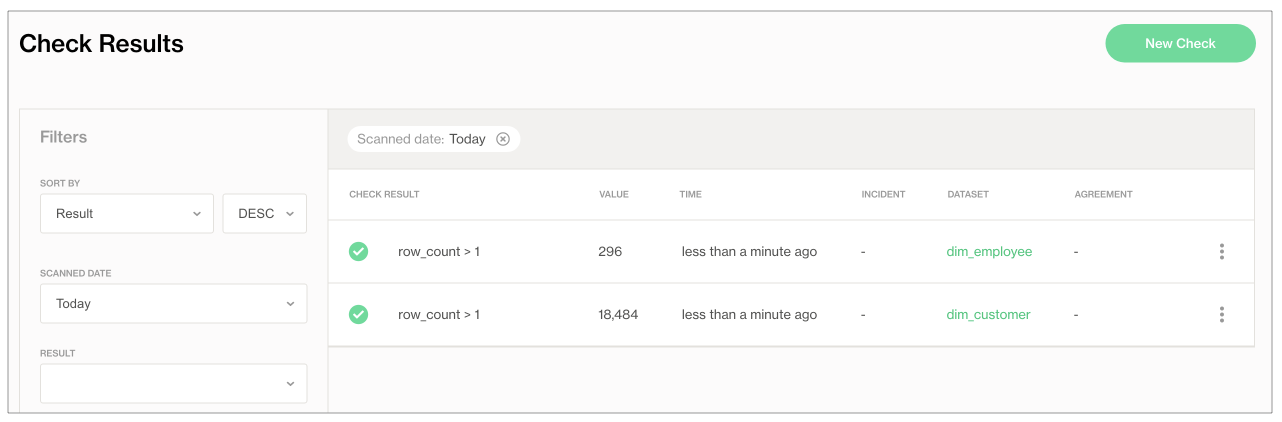 Check Results
New Check
Filters
SORT BY
Result
DESC
SCANNED DATE
Today
RESULT
Scanned date: Today
CHECK RESULT VALUE TIME INCIDENT DATASET AGREEMENT
row_count > 1 296 less than a minute ago - dim_employee -
row_count > 1 18,484 less than a minute ago - dim_customer -